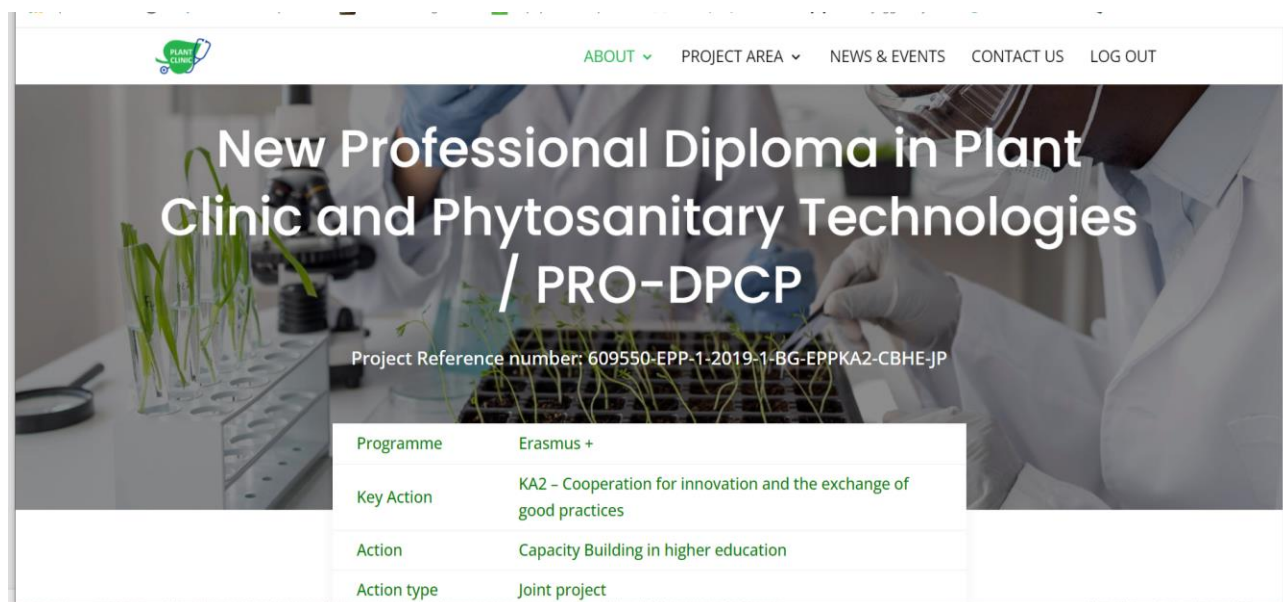 PLANT
CLINIC
ABOUT
PROJECT AREA
NEWS & EVENTS
CONTACT US
LOG OUT
New Professional Diploma in Plant
Clinic and Phytosanitary Technologies
/ PRO-DPCP
Project Reference number: 609550-EPP-1-2019-1-BG-EPPKA2-CBHE-JP
Programme Erasmus +
Key Action KA2 – Cooperation for innovation and the exchange of
good practices
Action Capacity Building in higher education
Action type Joint project